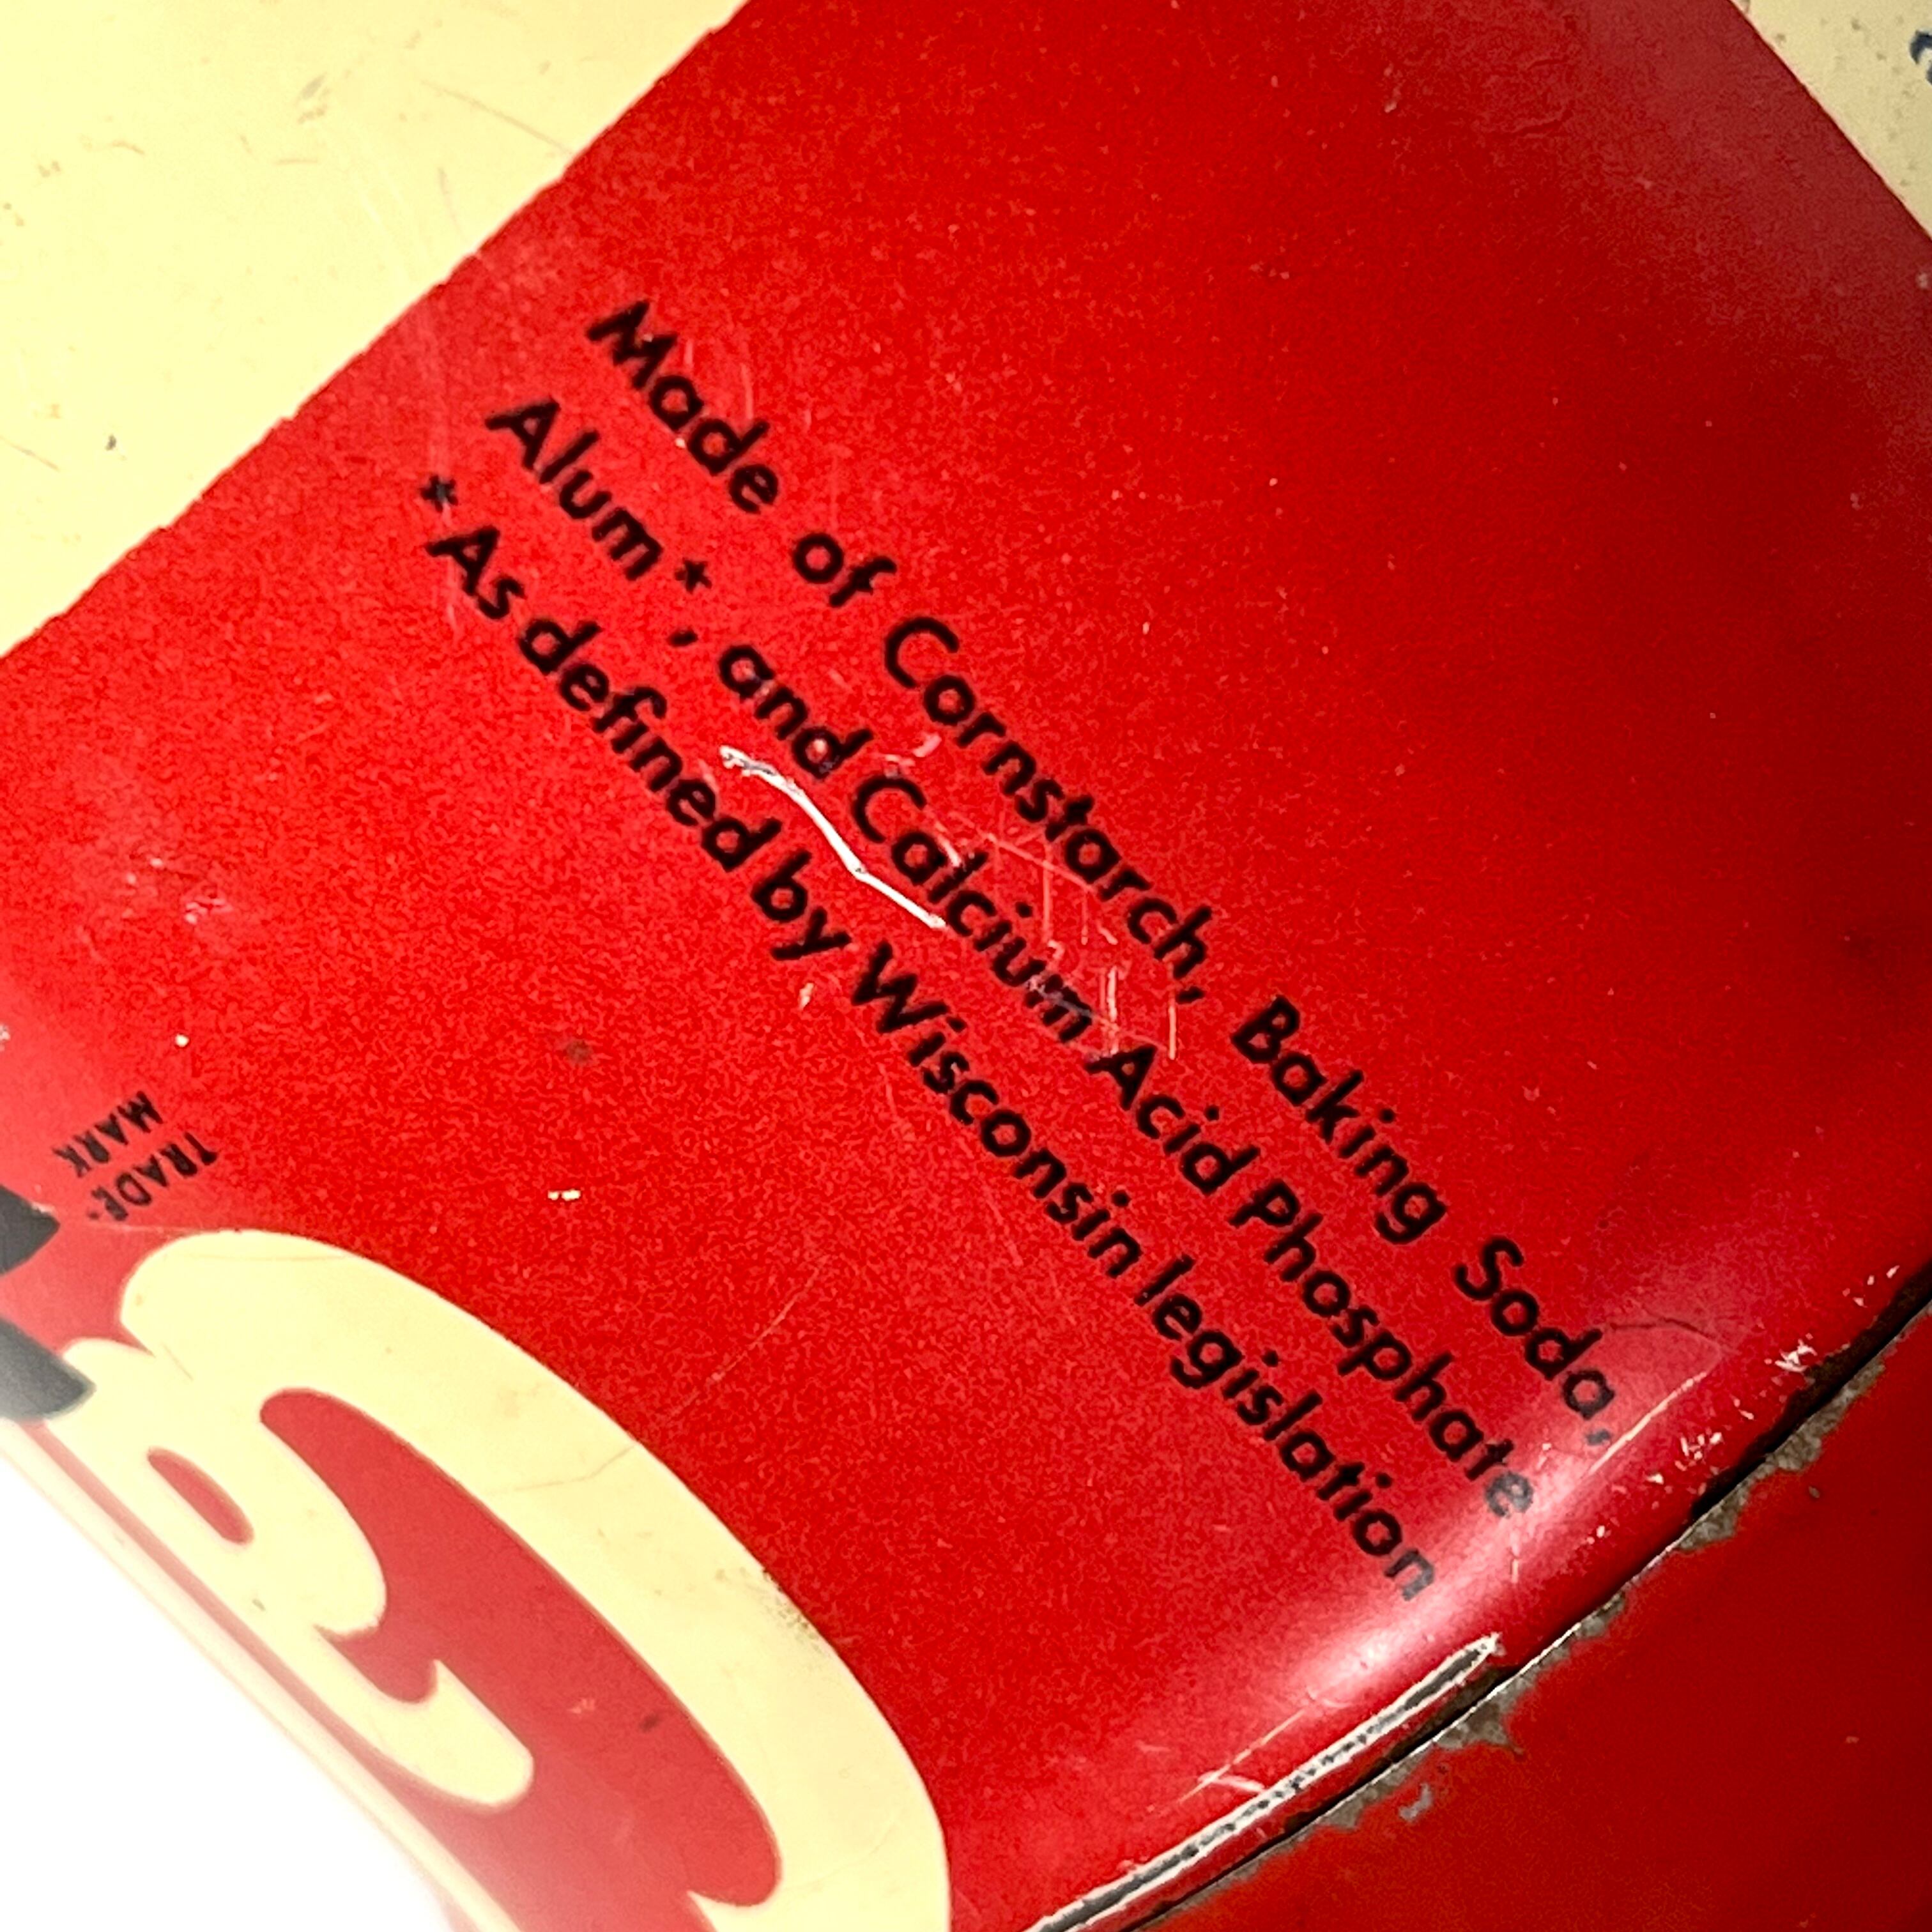 Made of Cornstarch, Baking Soda,
Alum*, and Calcium Acid Phosphate
*As defined by Wisconsin legislation
TRADE-
MARK